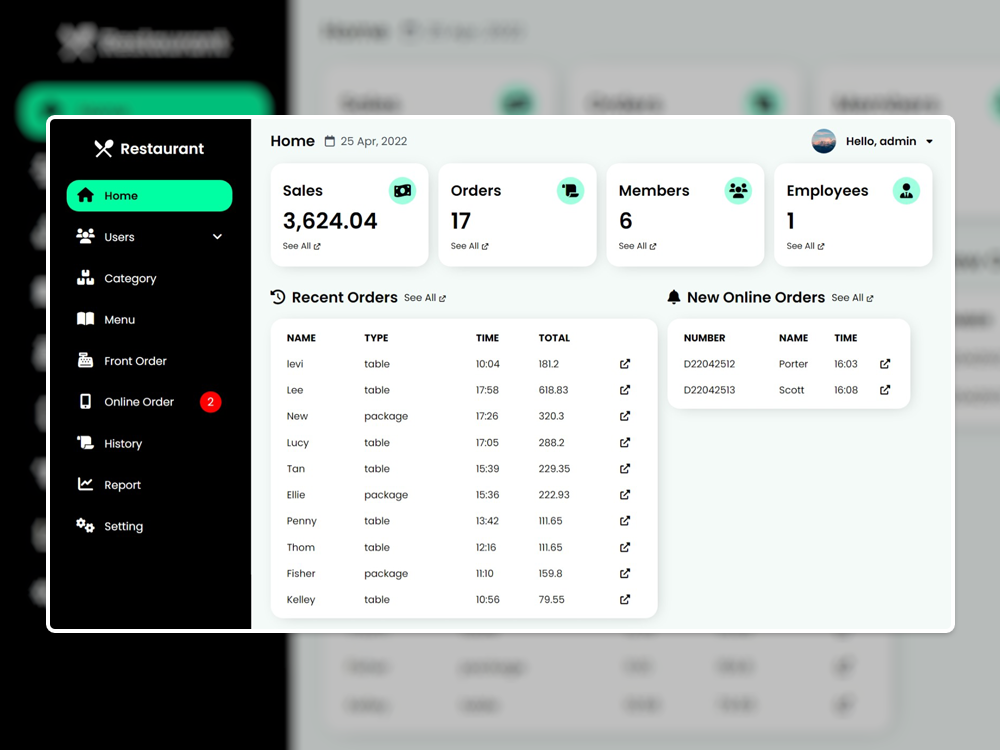 Restaurant
Home
Users
Category
Menu
Front Order
Online Order 2
History
Report
Setting
Home 25 Apr, 2022
Hello, admin
Sales
3,624.04
See All
Orders
17
See All
Members
6
See All
Employees
1
See All
Recent Orders See All
NAME TYPE TIME TOTAL
levi table 10:04 181.2
Lee table 17:58 618.83
New package 17:26 320.3
Lucy table 17:05 288.2
Tan table 15:39 229.35
Ellie package 15:36 222.93
Penny table 13:42 111.65
Thom table 12:16 111.65
Fisher package 11:10 159.8
Kelley table 10:56 79.55
New Online Orders See All
NUMBER NAME TIME
D22042512 Porter 16:03
D22042513 Scott 16:08